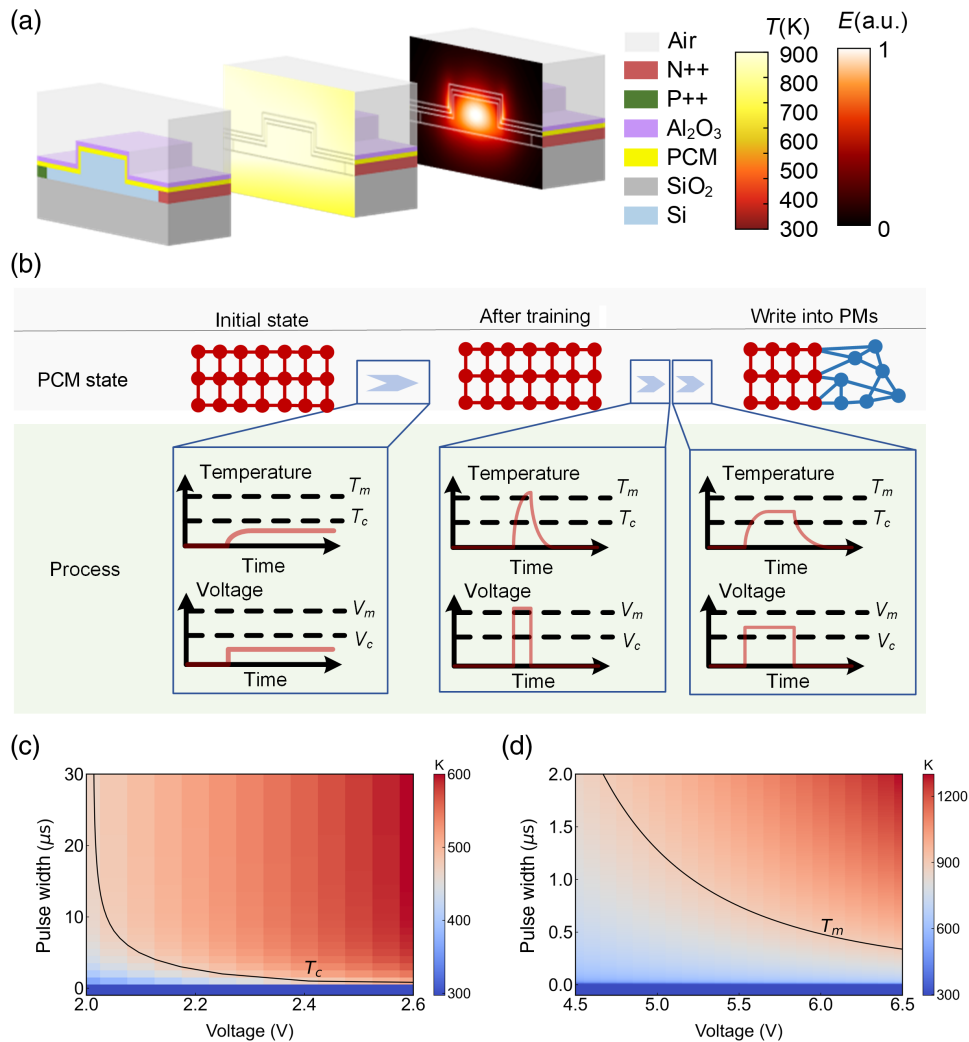 (a)
Air
N++
P++
Al₂O₃
PCM
SiO₂
Si
T(K)
900
800
700
600
500
400
300
E(a.u.)
1
0
(b)
Initial state
After training
Write into PMs
PCM state
Process
Temperature
Tm
Tc
Time
Voltage
Vm
Vc
Time
Temperature
Tm
Tc
Time
Voltage
Vm
Vc
Time
Temperature
Tm
Tc
Time
Voltage
Vm
Vc
Time
(c)
Pulse width (μs)
30
20
10
0
Tc
2.0 2.2 2.4 2.6
Voltage (V)
K
600
500
400
300
(d)
Pulse width (μs)
2.0
1.5
1.0
0.5
0.0
Tm
4.5 5.0 5.5 6.0 6.5
Voltage (V)
K
1200
900
600
300